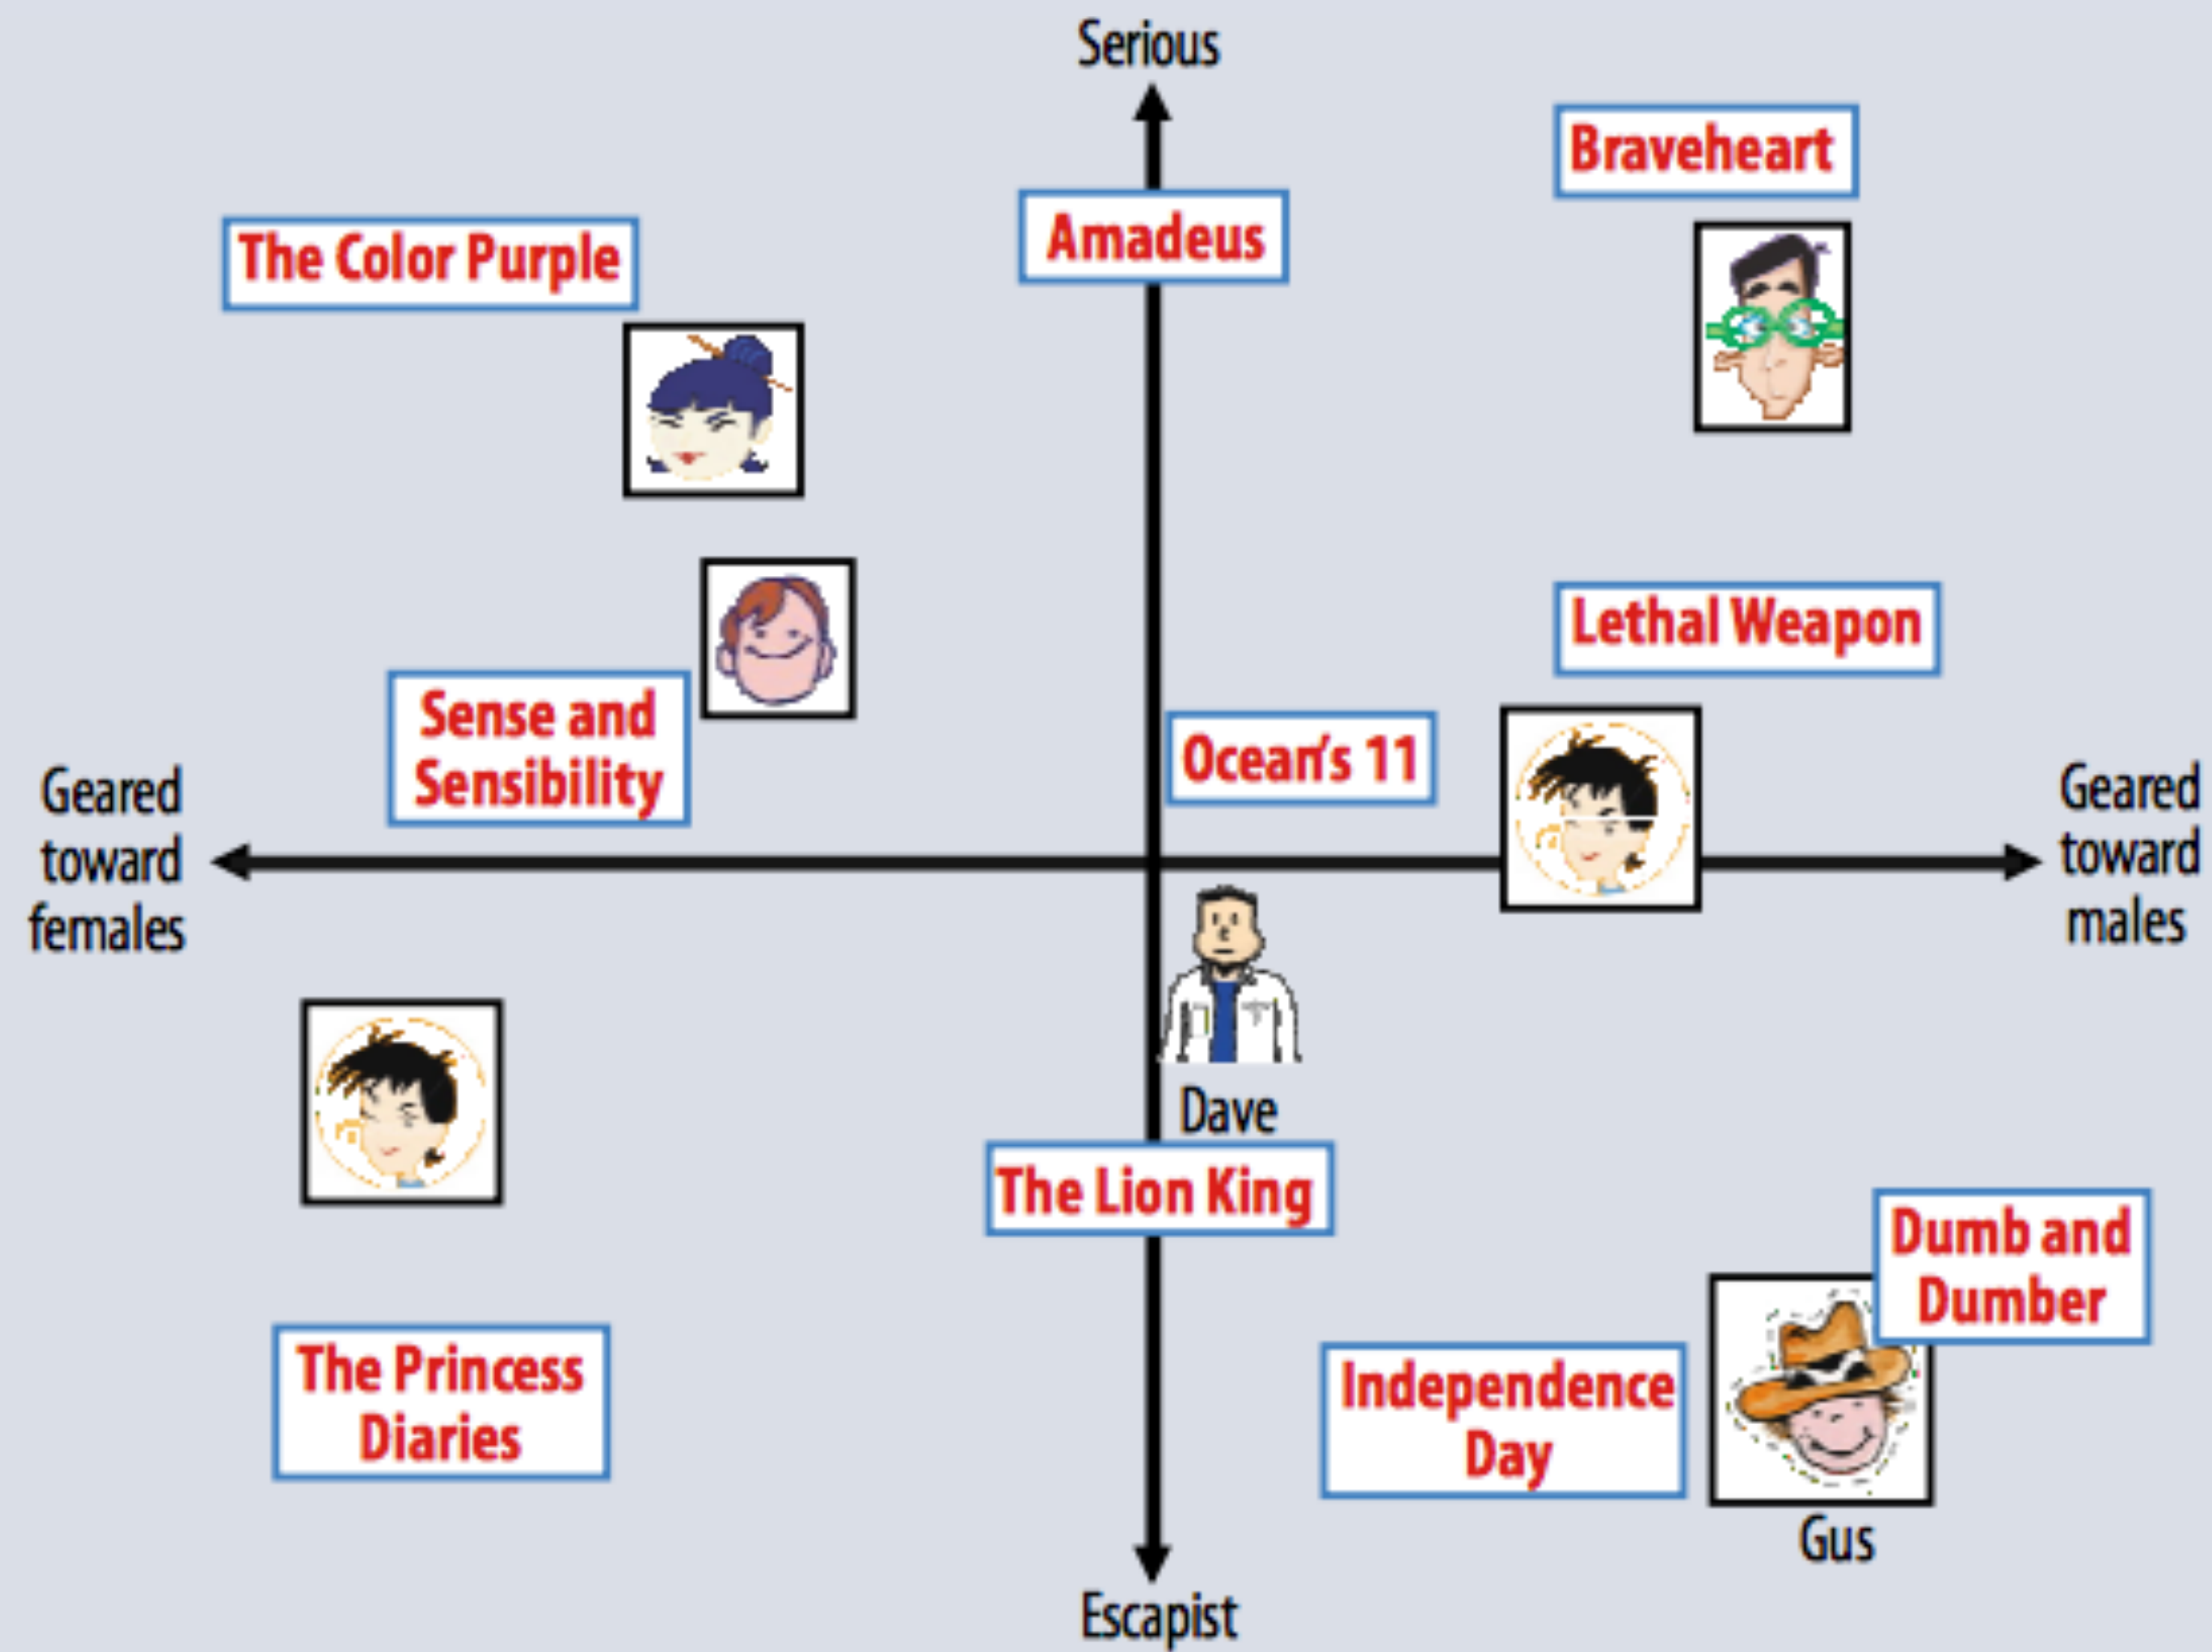 Serious
Braveheart
Amadeus
The Color Purple
Lethal Weapon
Sense and
Sensibility
Ocean's 11
Geared
toward
females
Geared
toward
males
Dave
The Lion King
Dumb and
Dumber
The Princess
Diaries
Independence
Day
Gus
Escapist